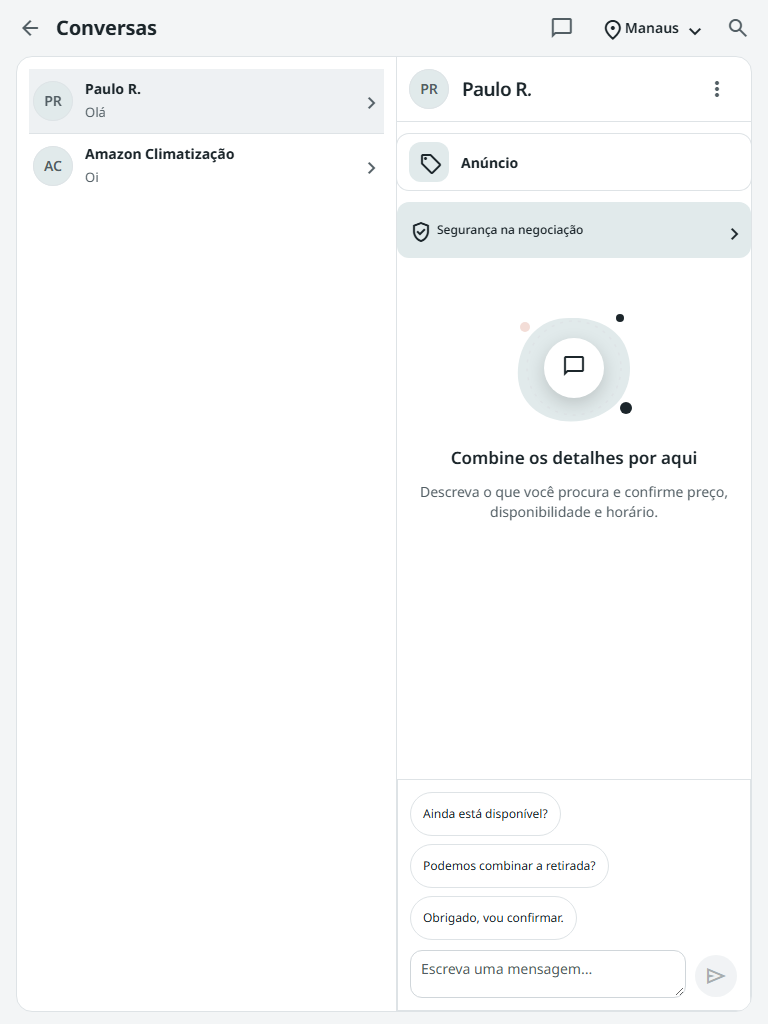 Conversas
Manaus
PR
Paulo R.
Olá
AC
Amazon Climatização
Oi
PR
Paulo R.
Anúncio
Segurança na negociação
Combine os detalhes por aqui
Descreva o que você procura e confirme preço,
disponibilidade e horário.
Ainda está disponível?
Podemos combinar a retirada?
Obrigado, vou confirmar.
Escreva uma mensagem...